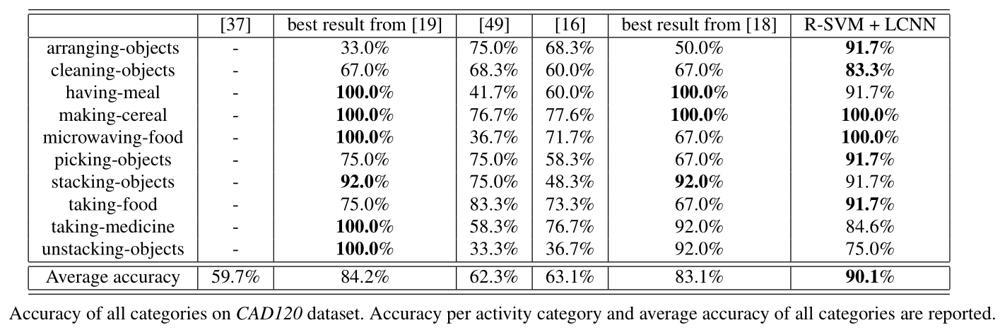 [37] best result from [19] [49] [16] best result from [18] R-SVM + LCNN
arranging-objects - 33.0% 75.0% 68.3% 50.0% 91.7%
cleaning-objects - 67.0% 68.3% 60.0% 67.0% 83.3%
having-meal - 100.0% 41.7% 60.0% 100.0% 91.7%
making-cereal - 100.0% 76.7% 77.6% 100.0% 100.0%
microwaving-food - 100.0% 36.7% 71.7% 67.0% 100.0%
picking-objects - 75.0% 75.0% 58.3% 67.0% 91.7%
stacking-objects - 92.0% 75.0% 48.3% 92.0% 91.7%
taking-food - 75.0% 83.3% 73.3% 67.0% 91.7%
taking-medicine - 100.0% 58.3% 76.7% 92.0% 84.6%
unstacking-objects - 100.0% 33.3% 36.7% 92.0% 75.0%
Average accuracy 59.7% 84.2% 62.3% 63.1% 83.1% 90.1%
Accuracy of all categories on CAD120 dataset. Accuracy per activity category and average accuracy of all categories are reported.